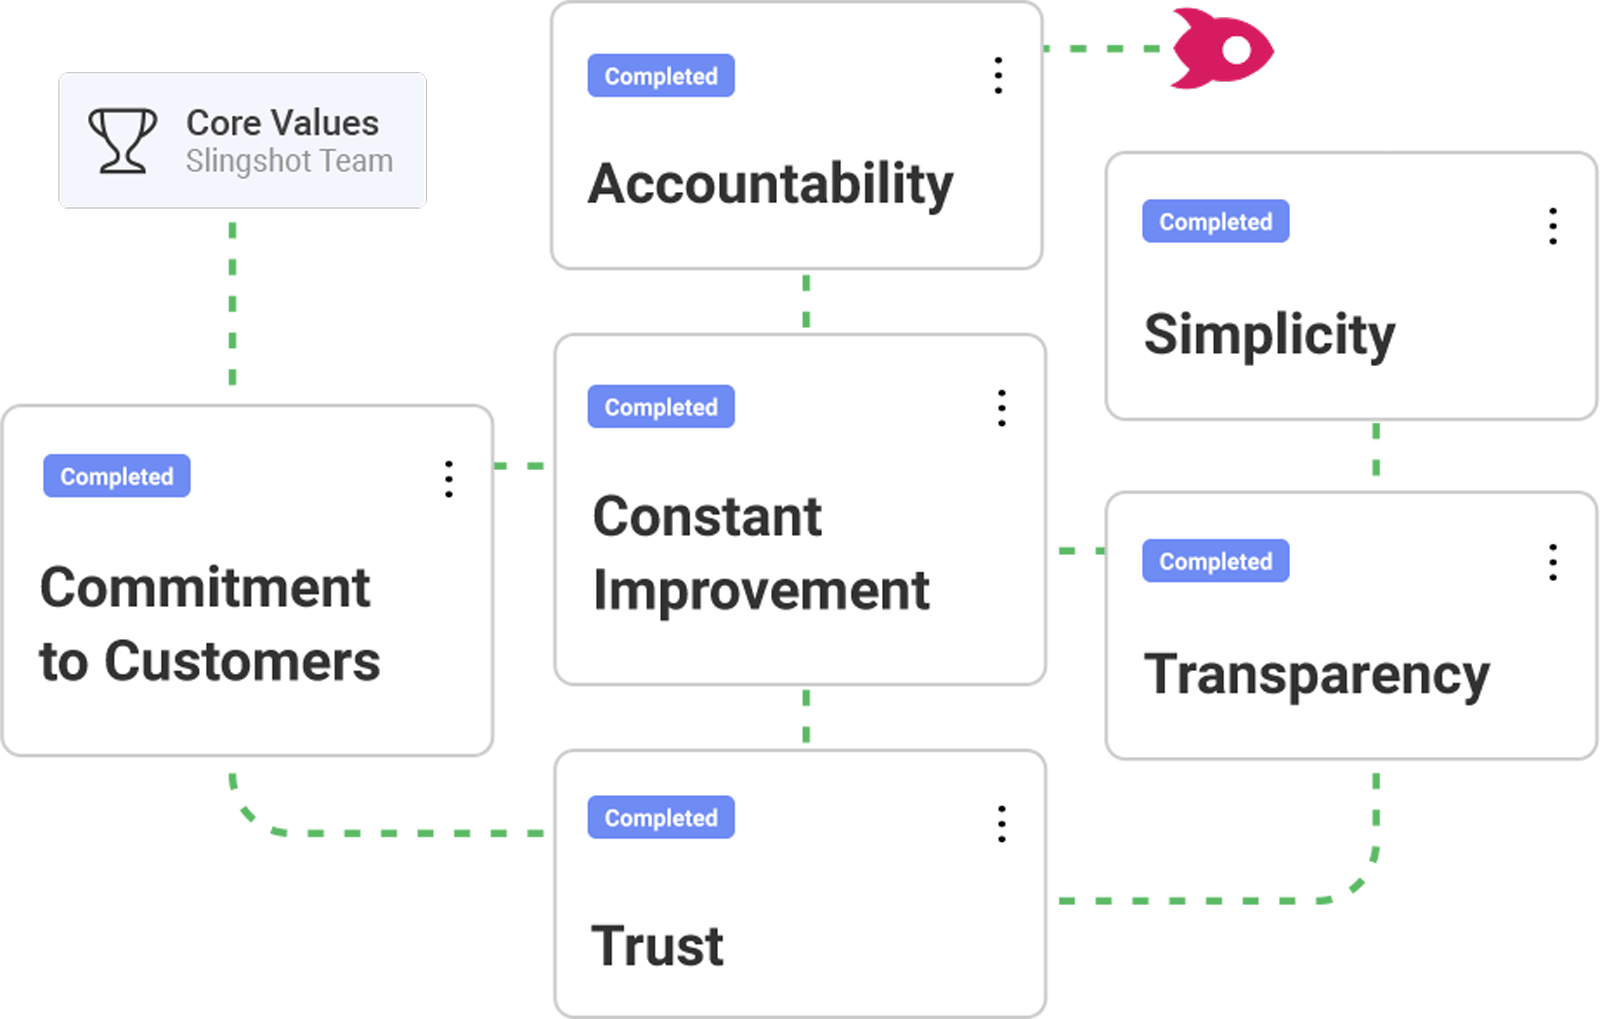 Core Values
Slingshot Team
Completed
Commitment
to Customers
Completed
Accountability
Completed
Constant
Improvement
Completed
Trust
Completed
Simplicity
Completed
Transparency